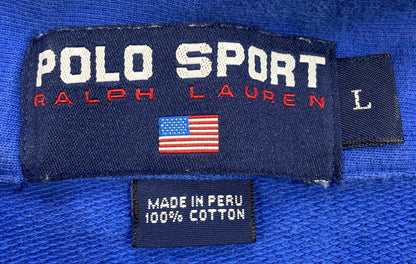 POLO SPORT
RALPH LAUREN
L
MADE IN PERU
100% COTTON